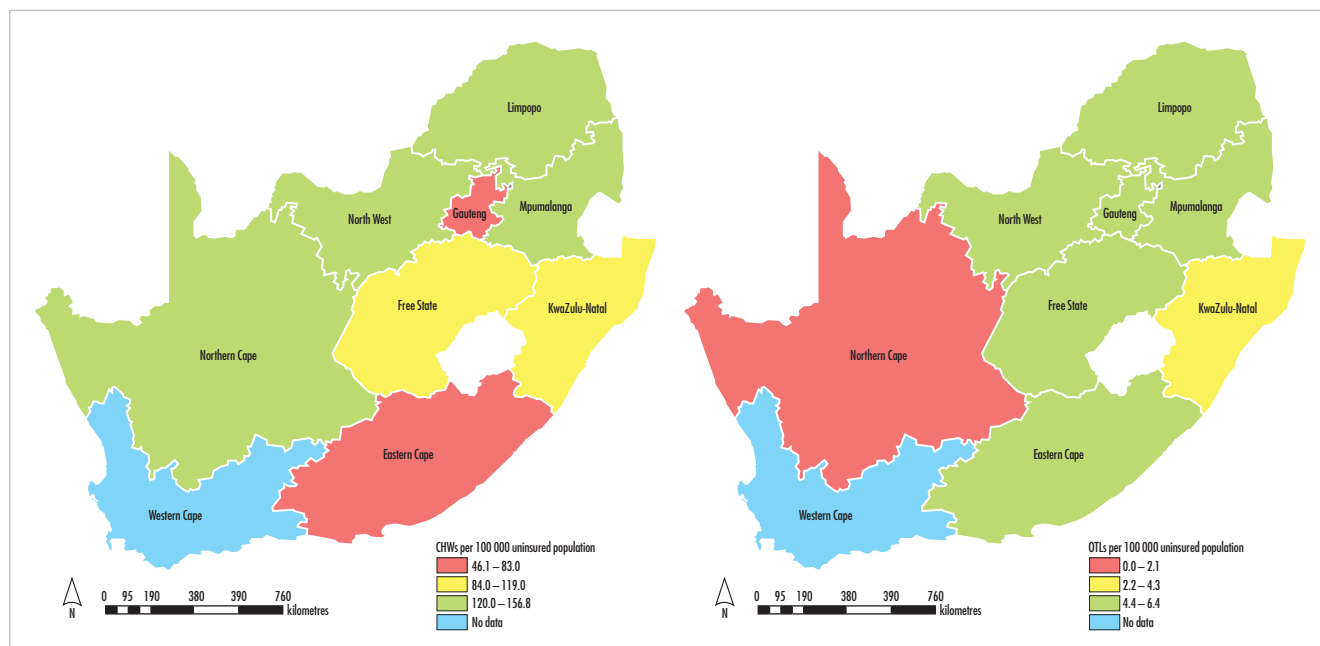 Limpopo
North West
Gauteng
Mpumalanga
Free State
KwaZulu-Natal
Northern Cape
Eastern Cape
Western Cape
CHWs per 100 000 uninsured population
46.1 – 83.0
84.0 – 119.0
120.0 – 156.8
No data
N
0 95 190 380 390 760
kilometres
Limpopo
North West
Gauteng
Mpumalanga
Free State
KwaZulu-Natal
Northern Cape
Eastern Cape
Western Cape
OTLs per 100 000 uninsured population
0.0 – 2.1
2.2 – 4.3
4.4 – 6.4
No data
N
0 95 190 380 390 760
kilometres